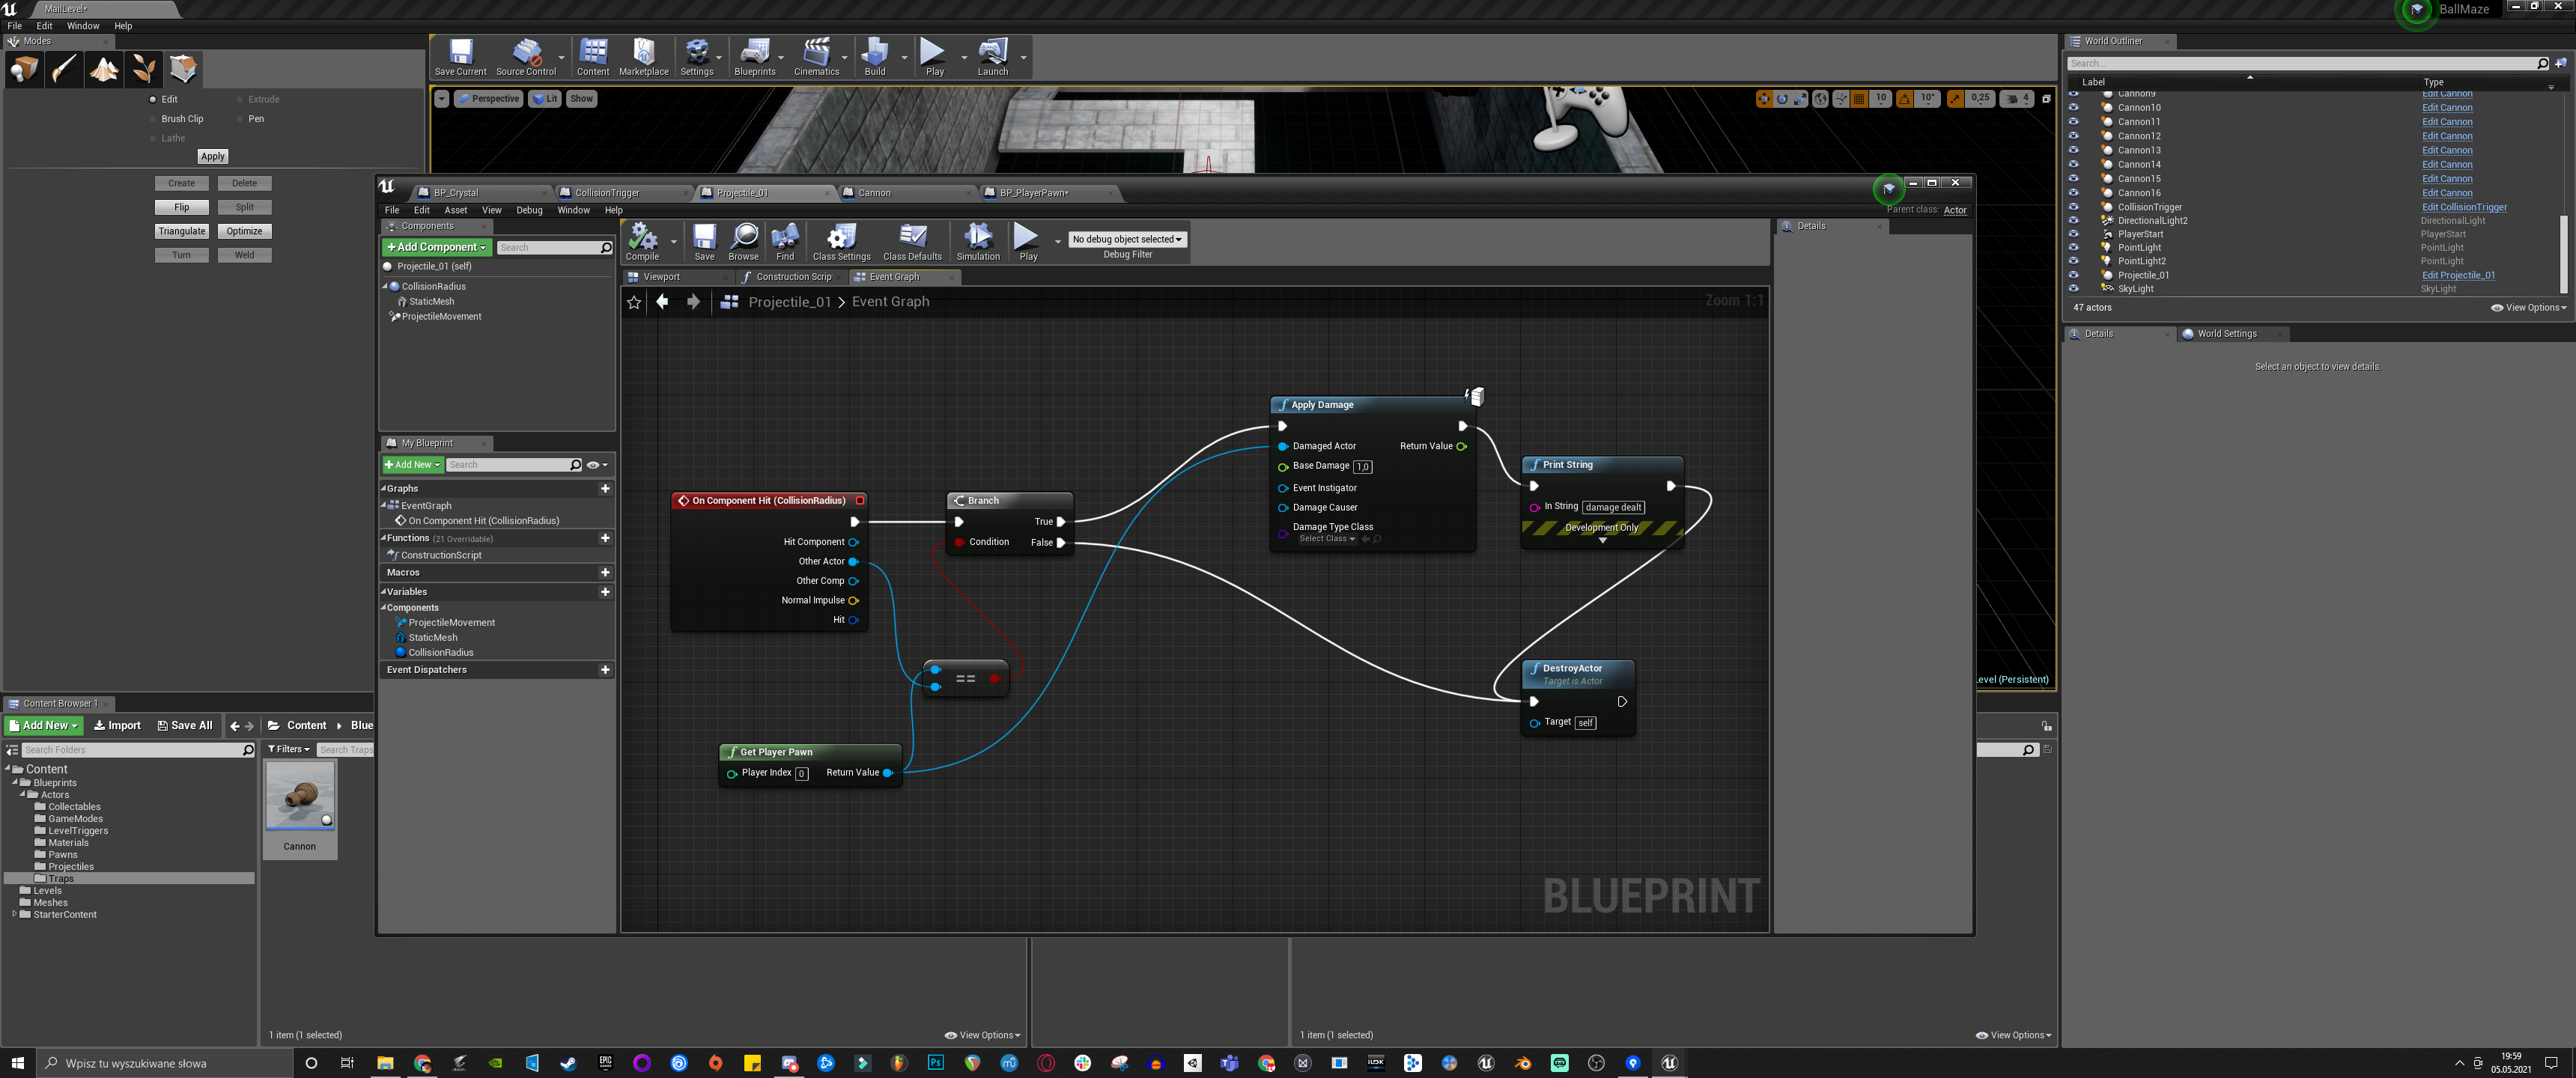 MailLevel*
BallMaze
File Edit Window Help
Modes
Edit
Extrude
Brush Clip
Pen
Lathe
Apply
Create
Delete
Flip
Split
Triangulate
Optimize
Turn
Weld
Save Current
Source Control
Content
Marketplace
Settings
Blueprints
Cinematics
Build
Play
Launch
Perspective
Lit
Show
10
10°
0,25
4
World Outliner
Search...
Label
Type
Cannon9 Edit Cannon
Cannon10 Edit Cannon
Cannon11 Edit Cannon
Cannon12 Edit Cannon
Cannon13 Edit Cannon
Cannon14 Edit Cannon
Cannon15 Edit Cannon
Cannon16 Edit Cannon
CollisionTrigger Edit CollisionTrigger
DirectionalLight2 DirectionalLight
PlayerStart PlayerStart
PointLight PointLight
PointLight2 PointLight
Projectile_01 Edit Projectile_01
SkyLight SkyLight
47 actors
View Options
Details
World Settings
Select an object to view details.
BP_Crystal
CollisionTrigger
Projectile_01
Cannon
BP_PlayerPawn*
File Edit Asset View Debug Window Help
Parent class: Actor
Components
+Add Component
Search
Projectile_01 (self)
CollisionRadius
StaticMesh
ProjectileMovement
My Blueprint
+Add New
Search
Graphs
EventGraph
On Component Hit (CollisionRadius)
Functions (21 Overridable)
ConstructionScript
Macros
Variables
Components
ProjectileMovement
StaticMesh
CollisionRadius
Event Dispatchers
Compile
Save
Browse
Find
Class Settings
Class Defaults
Simulation
Play
No debug object selected
Debug Filter
Viewport
Construction Scrip
Event Graph
Projectile_01 > Event Graph
Zoom 1:1
Details
On Component Hit (CollisionRadius)
Hit Component
Other Actor
Other Comp
Normal Impulse
Hit
Branch
True
Condition
False
==
Get Player Pawn
Player Index 0
Return Value
Apply Damage
Damaged Actor
Return Value
Base Damage 1,0
Event Instigator
Damage Causer
Damage Type Class
Select Class
Print String
In String damage dealt
Development Only
DestroyActor
Target is Actor
Target self
BLUEPRINT
Level (Persistent)
Content Browser 1
Add New
Import
Save All
Content
Blue
Search Folders
Filters
Search Traps
Content
Blueprints
Actors
Collectables
GameModes
LevelTriggers
Materials
Pawns
Projectiles
Traps
Levels
Meshes
StarterContent
Cannon
1 item (1 selected)
View Options
1 item (1 selected)
View Options
Wpisz tu wyszukiwane słowa
19:59
05.05.2021